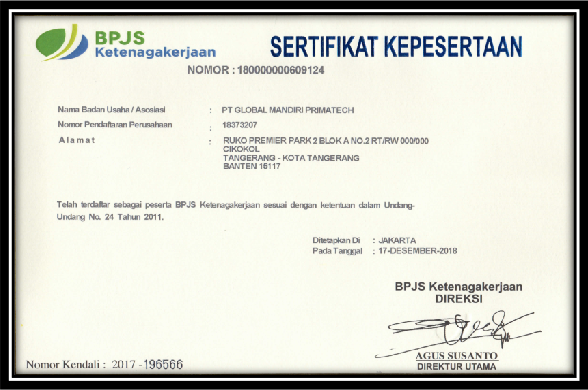 BPJS
Ketenagakerjaan
SERTIFIKAT KEPESERTAAN
NOMOR : 180000000609124
Nama Badan Usaha / Asosiasi : PT GLOBAL MANDIRI PRIMATECH
Nomor Pendaftaran Perusahaan : 18373207
Alamat : RUKO PREMIER PARK 2 BLOK A NO.2 RT/RW 000/000
CIKOKOL
TANGERANG - KOTA TANGERANG
BANTEN 16117
Telah terdaftar sebagai peserta BPJS Ketenagakerjaan sesuai dengan ketentuan dalam Undang-
Undang No. 24 Tahun 2011.
Ditetapkan Di : JAKARTA
Pada Tanggal : 17-DESEMBER-2018
BPJS Ketenagakerjaan
DIREKSI
AGUS SUSANTO
DIREKTUR UTAMA
Nomor Kendali : 2017 - 196566